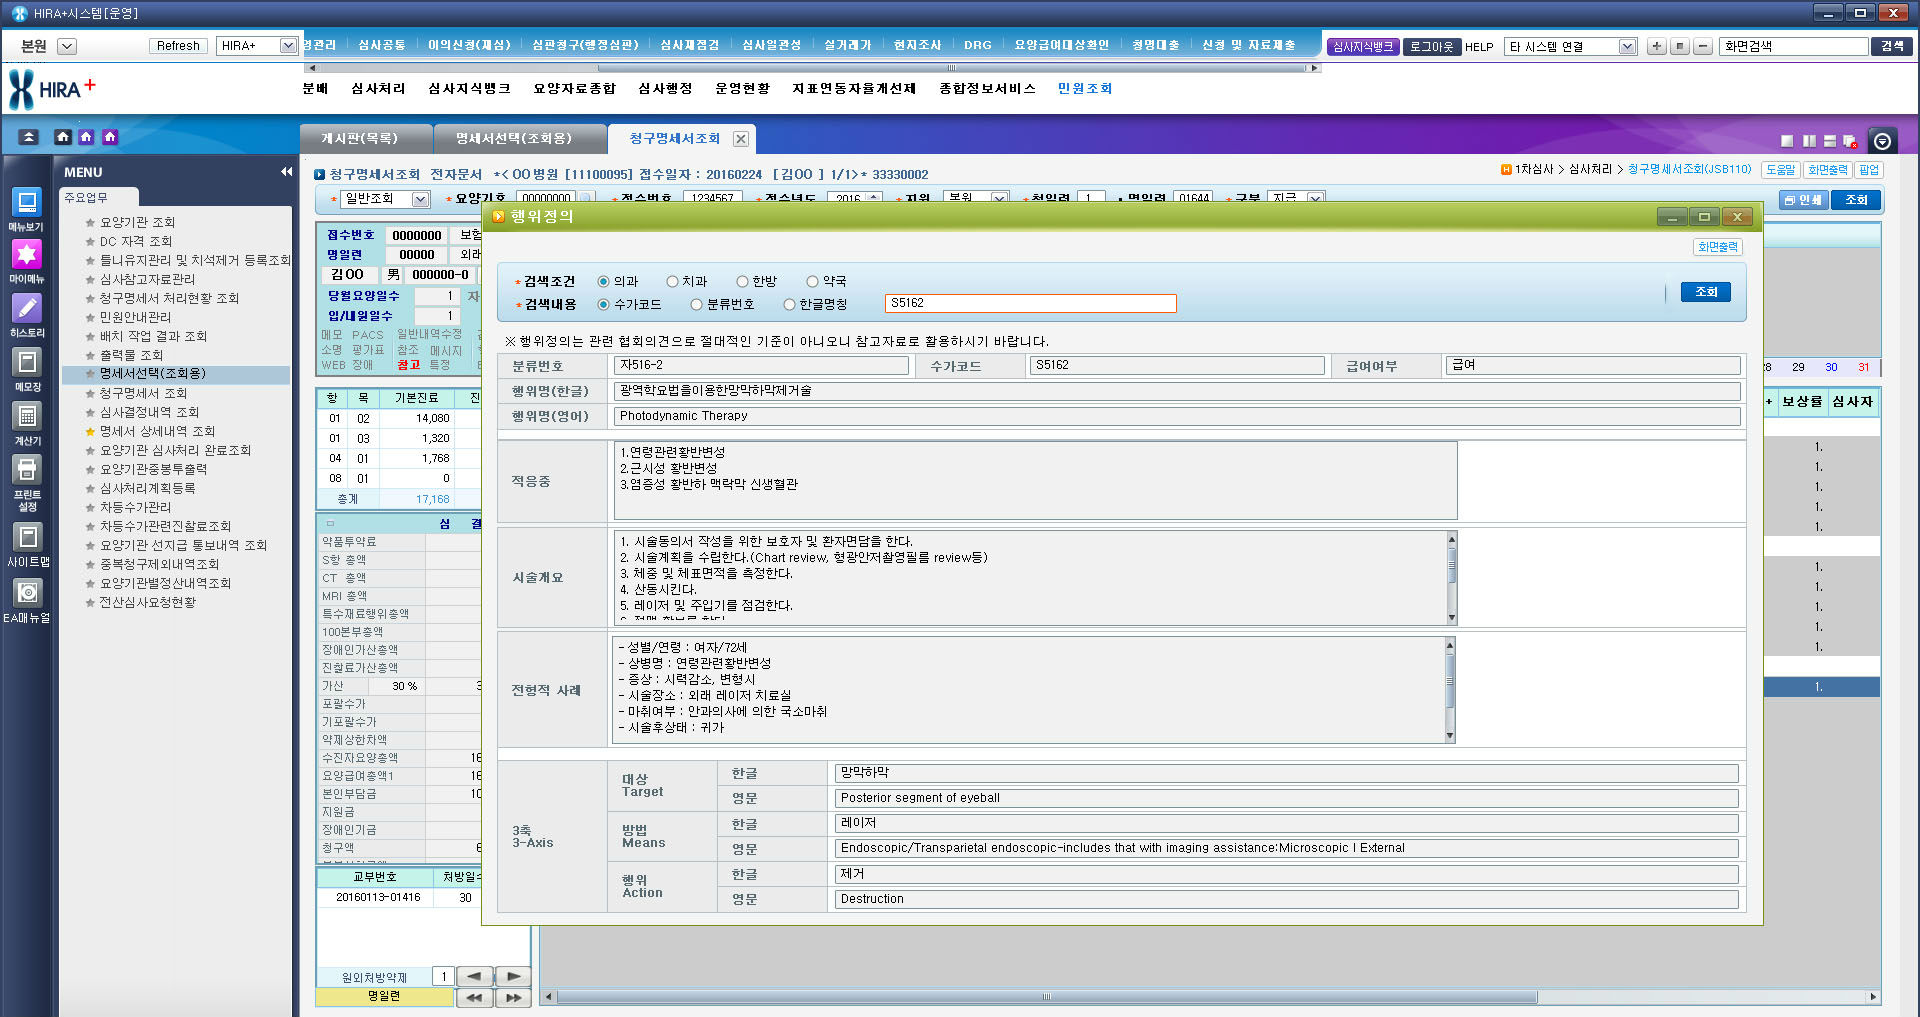 HIRA+시스템[운영]
본원
Refresh
HIRA+
영관리 심사공통 이의신청(재심) 심판청구(행정심판) 심사재점검 심사일관성 실거래가 현지조사 DRG 요양급여대상확인 청명대출 신청 및 자료제출
심사지식뱅크 로그아웃 HELP 타 시스템 연결 화면검색 검색
HIRA+
분배 심사처리 심사지식뱅크 요양자료종합 심사행정 운영현황 지표연동자율개선제 종합정보서비스 민원조회
게시판(목록) 명세서선택(조회용) 청구명세서조회
MENU
주요업무
메뉴보기
마이메뉴
히스토리
메모장
계산기
프린트
설정
사이트맵
EA매뉴얼
요양기관 조회
DC 자격 조회
틀니유지관리 및 치석제거 등록조회
심사참고자료관리
청구명세서 처리현황 조회
민원안내관리
배치 작업 결과 조회
출력물 조회
명세서선택(조회용)
청구명세서 조회
심사결정내역 조회
명세서 상세내역 조회
요양기관 심사처리 완료조회
요양기관중복투출력
심사처리계획등록
차등수가관리
차등수가관련진찰료조회
요양기관 선지급 통보내역 조회
중복청구제외내역조회
요양기관별정산내역조회
전산심사요청현황
청구명세서조회 전자문서 *< OO병원 [11100095] 접수일자 : 20160224 [김OO ] 1/1>* 33330002
1차심사 > 심사처리 > 청구명세서조회(JSB110) 도움말 화면출력 팝업
일반조회 요양기호 00000000 접수번호 1234567 접수년도 2016 지원 본원 청일련 1 명일련 01644 구분 지급 인쇄 조회
접수번호 0000000 보험
명일련 00000 외래
김OO 男 000000-0
당월요양일수 1 자
입/내원일수 1
메모 PACS 일반내역수정
소명 평가표 참조 메시지
WEB 장애 참고 특정
항 목 기본진료 진
01 02 14,080
01 03 1,320
04 01 1,768
08 01 0
총계 17,168
심 결
약품투약료
S항 총액
CT 총액
MRI 총액
특수재료행위총액
100본부총액
장애인가산총액
진찰료가산총액
가산 30 % 3
포괄수가
기포괄수가
약제상한차액
수진자요양총액 16
요양급여총액1 16
본인부담금 10
지원금
장애인기금
청구액 6
교부번호 처방일수
20160113-01416 30
원외처방약제 1
명일련
28 29 30 31
+ 보상률 심사자
1.
1.
1.
1.
1.
1.
1.
1.
1.
1.
1.
행위정의
화면출력
검색조건 의과 치과 한방 약국
검색내용 수가코드 분류번호 한글명칭 S5162
조회
※ 행위정의는 관련 협회의견으로 절대적인 기준이 아니오니 참고자료로 활용하시기 바랍니다.
분류번호 자516-2 수가코드 S5162 급여여부 급여
행위명(한글) 광역학요법을이용한망막하막제거술
행위명(영어) Photodynamic Therapy
적응증
1.연령관련황반변성
2.근시성 황반변성
3.염증성 황반하 맥락막 신생혈관
시술개요
1. 시술동의서 작성을 위한 보호자 및 환자면담을 한다.
2. 시술계획을 수립한다.(Chart review, 형광안저촬영필름 review등)
3. 체중 및 체표면적을 측정한다.
4. 산동시킨다.
5. 레이저 및 주입기를 점검한다.
전형적 사례
- 성별/연령 : 여자/72세
- 상병명 : 연령관련황반변성
- 증상 : 시력감소, 변형시
- 시술장소 : 외래 레이저 치료실
- 마취여부 : 안과의사에 의한 국소마취
- 시술후상태 : 귀가
3축
3-Axis
대상
Target
한글 망막하막
영문 Posterior segment of eyeball
방법
Means
한글 레이저
영문 Endoscopic/Transparietal endoscopic-includes that with imaging assistance:Microscopic | External
행위
Action
한글 제거
영문 Destruction